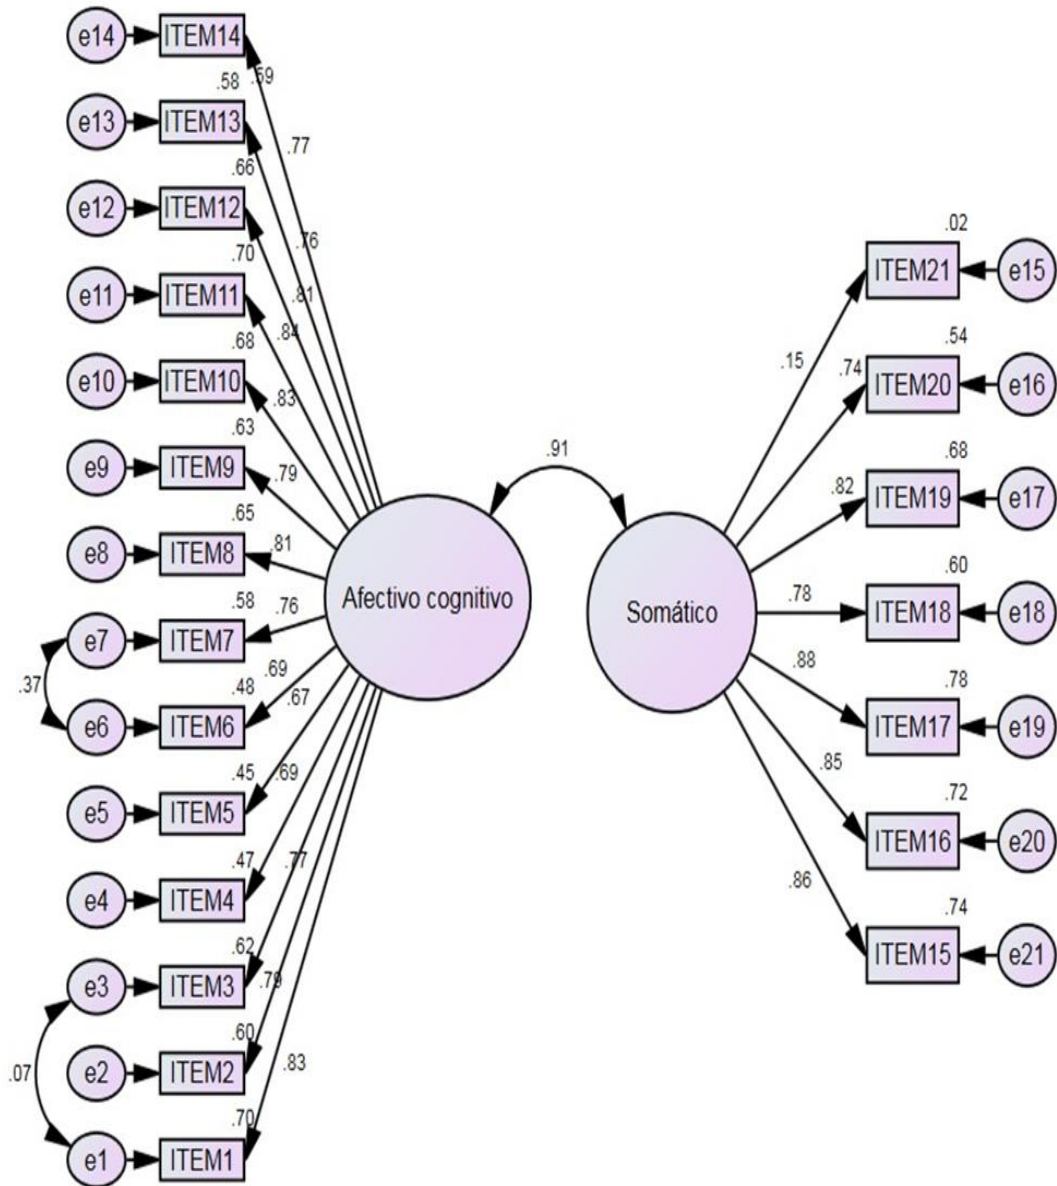 e14 ITEM14
.59
.58
e13 ITEM13
.77
.66
e12 ITEM12
.76
.70
.81
e11 ITEM11
.84
.68
e10 ITEM10
.83
.63
e9 ITEM9
.79
.65
e8 ITEM8
.81
.58
.76
e7 ITEM7
.37
.69
.48
.67
e6 ITEM6
.45
.69
e5 ITEM5
.47
.77
e4 ITEM4
.62
e3 ITEM3
.79
.60
.07
e2 ITEM2
.83
.70
e1 ITEM1
Afectivo cognitivo
.91
Somático
.02
ITEM21 e15
.15
.54
.74
ITEM20 e16
.68
.82
ITEM19 e17
.60
.78
ITEM18 e18
.88
.78
ITEM17 e19
.85
.72
ITEM16 e20
.86
.74
ITEM15 e21